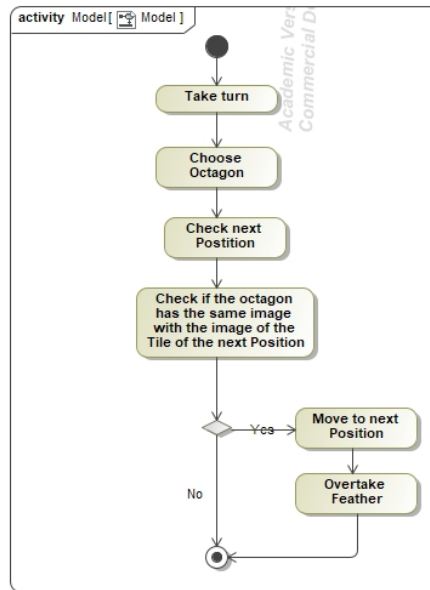 activity Model[ Model ]
Academic Vers
Commercial De
Take turn
Choose
Octagon
Check next
Postition
Check if the octagon
has the same image
with the image of the
Tile of the next Position
Yes
Move to next
Position
Overtake
Feather
No